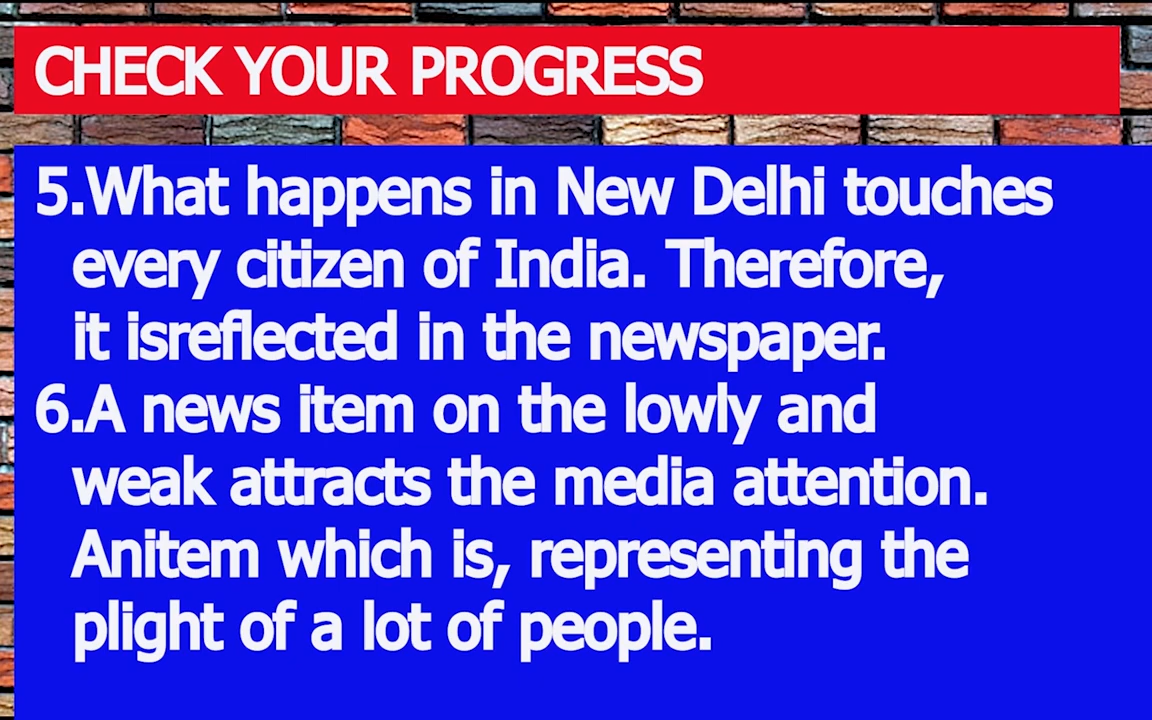 CHECK YOUR PROGRESS
5.What happens in New Delhi touches
every citizen of India. Therefore,
it isreflected in the newspaper.
6.A news item on the lowly and
weak attracts the media attention.
Anitem which is, representing the
plight of a lot of people.